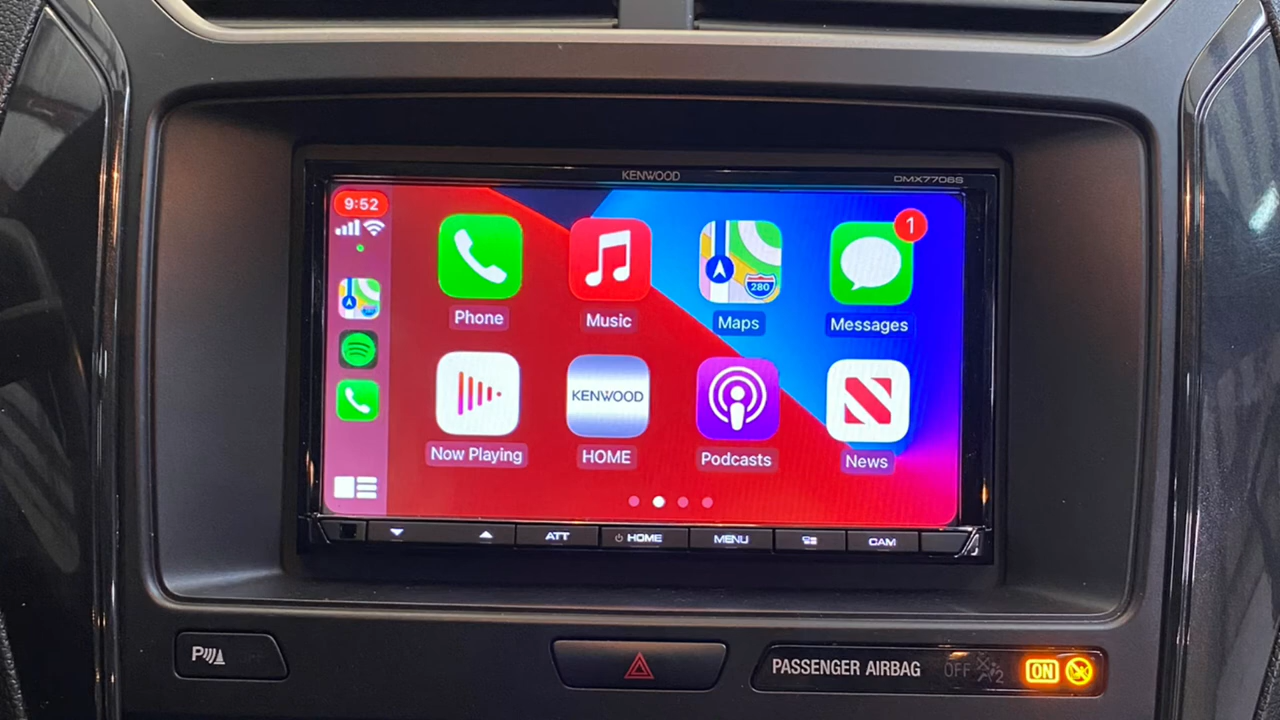 KENWOOD DMX7706S
9:52
1
280
Phone Music Maps Messages
KENWOOD
Now Playing HOME Podcasts News
ATT HOME MENU CAM
P
PASSENGER AIRBAG OFF 2 ON